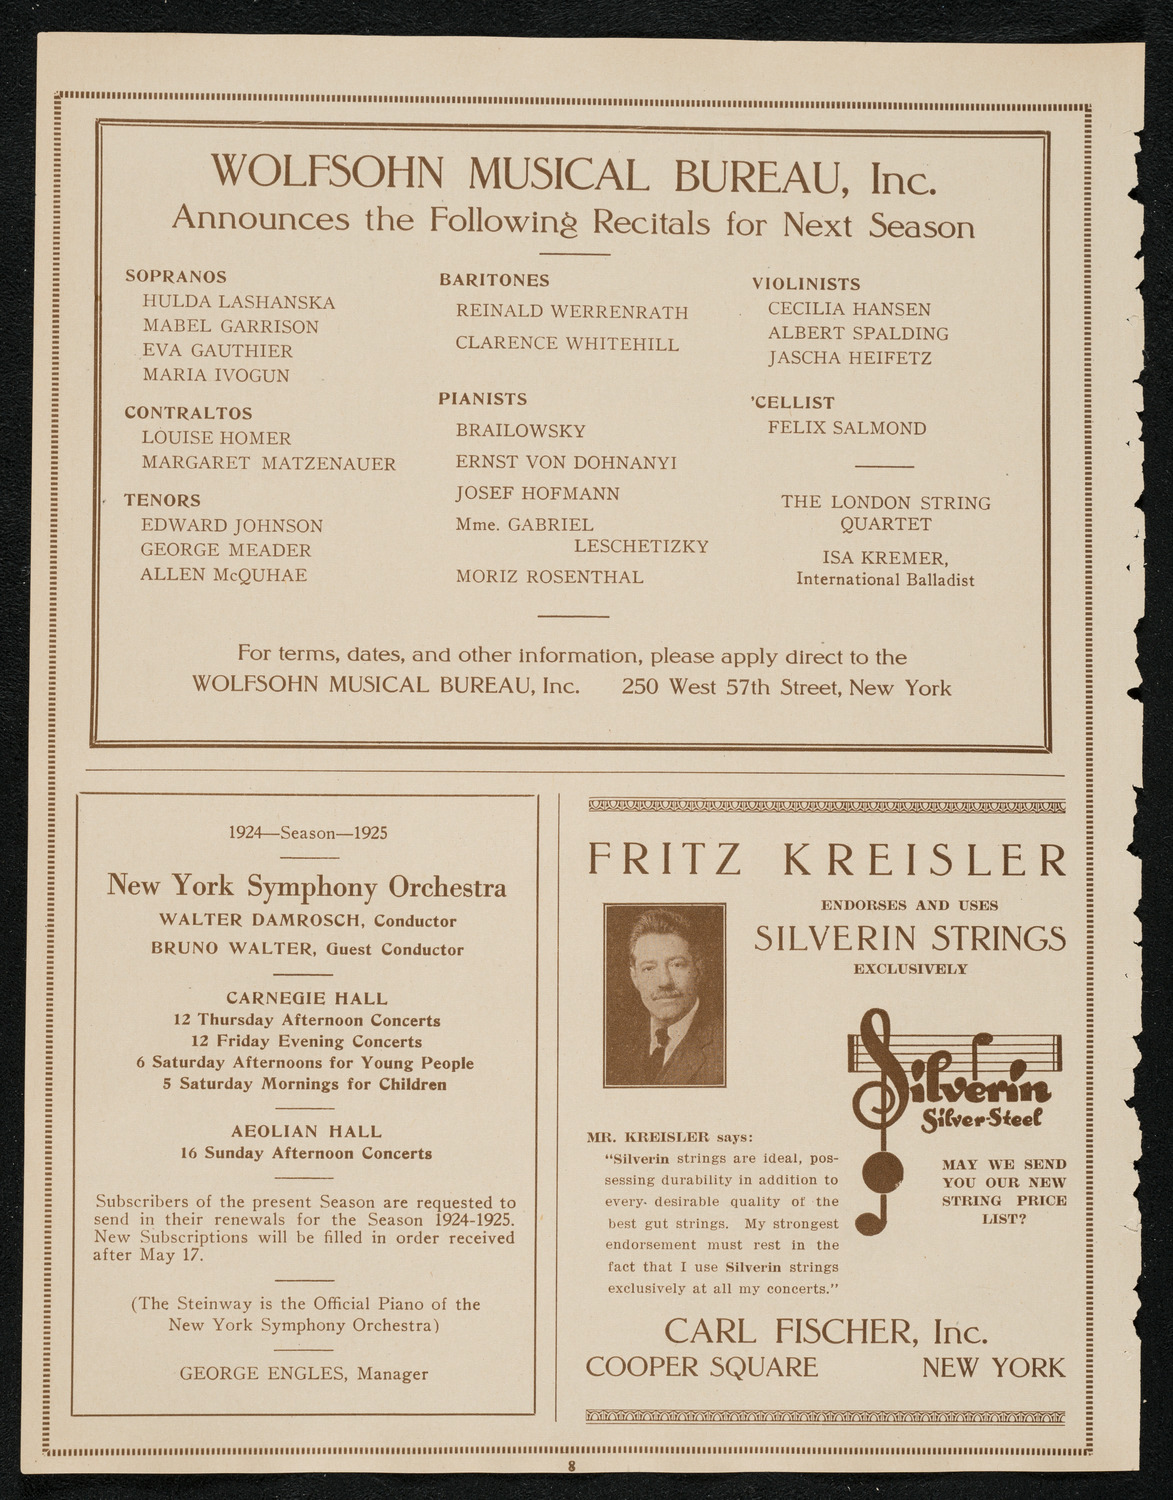 WOLFSOHN MUSICAL BUREAU, Inc.
Announces the Following Recitals for Next Season
SOPRANOS
HULDA LASHANSKA
MABEL GARRISON
EVA GAUTHIER
MARIA IVOGUN
CONTRALTOS
LOUISE HOMER
MARGARET MATZENAUER
TENORS
EDWARD JOHNSON
GEORGE MEADER
ALLEN McQUHAE
BARITONES
REINALD WERRENRATH
CLARENCE WHITEHILL
PIANISTS
BRAILOWSKY
ERNST VON DOHNANYI
JOSEF HOFMANN
Mme. GABRIEL
LESCHETIZKY
MORIZ ROSENTHAL
VIOLINISTS
CECILIA HANSEN
ALBERT SPALDING
JASCHA HEIFETZ
'CELLIST
FELIX SALMOND
THE LONDON STRING
QUARTET
ISA KREMER,
International Balladist
For terms, dates, and other information, please apply direct to the
WOLFSOHN MUSICAL BUREAU, Inc. 250 West 57th Street, New York
1924—Season—1925
New York Symphony Orchestra
WALTER DAMROSCH, Conductor
BRUNO WALTER, Guest Conductor
CARNEGIE HALL
12 Thursday Afternoon Concerts
12 Friday Evening Concerts
6 Saturday Afternoons for Young People
5 Saturday Mornings for Children
AEOLIAN HALL
16 Sunday Afternoon Concerts
Subscribers of the present Season are requested to
send in their renewals for the Season 1924-1925.
New Subscriptions will be filled in order received
after May 17.
(The Steinway is the Official Piano of the
New York Symphony Orchestra)
GEORGE ENGLES, Manager
FRITZ KREISLER
ENDORSES AND USES
SILVERIN STRINGS
EXCLUSIVELY
Silverin
Silver-Steel
MR. KREISLER says:
"Silverin strings are ideal, pos-
sessing durability in addition to
every- desirable quality of the
best gut strings. My strongest
endorsement must rest in the
fact that I use Silverin strings
exclusively at all my concerts."
MAY WE SEND
YOU OUR NEW
STRING PRICE
LIST?
CARL FISCHER, Inc.
COOPER SQUARE NEW YORK
8